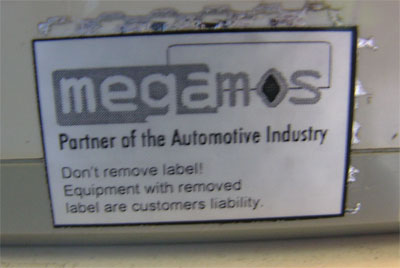 megamos
Partner of the Automotive Industry
Don't remove label!
Equipment with removed
label are customers liability.